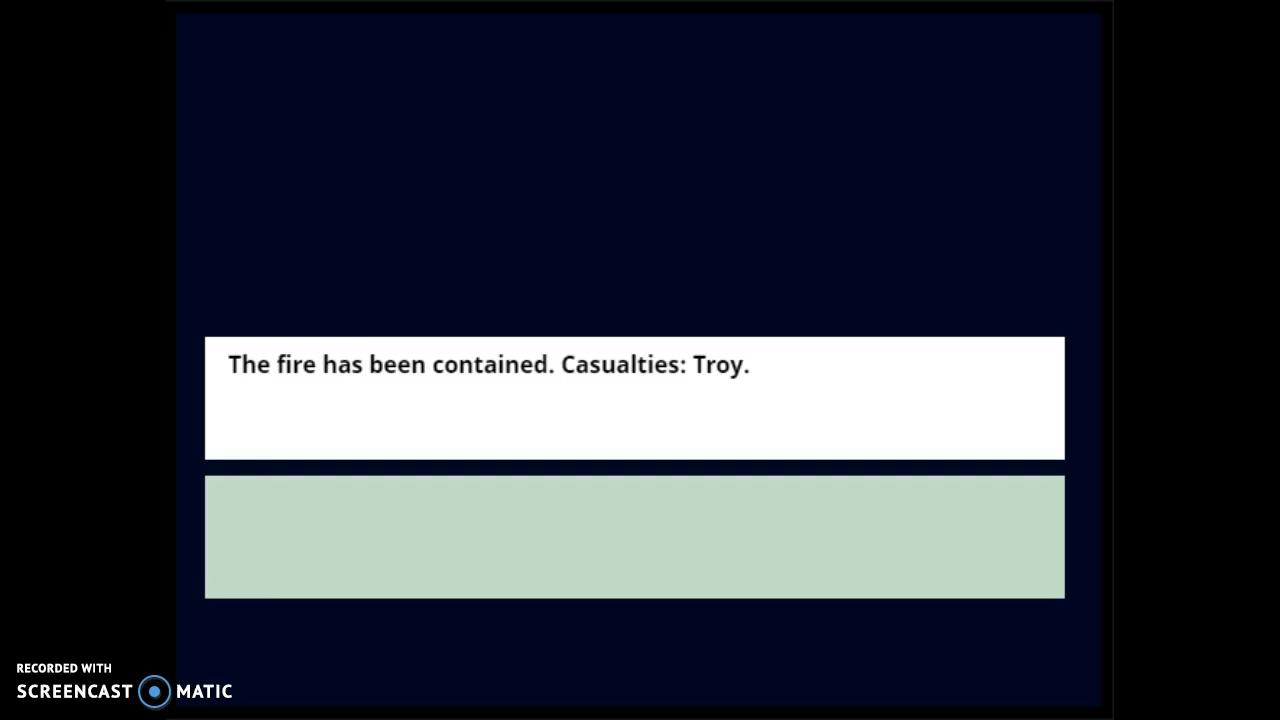 The fire has been contained. Casualties: Troy.
RECORDED WITH
SCREENCAST MATIC